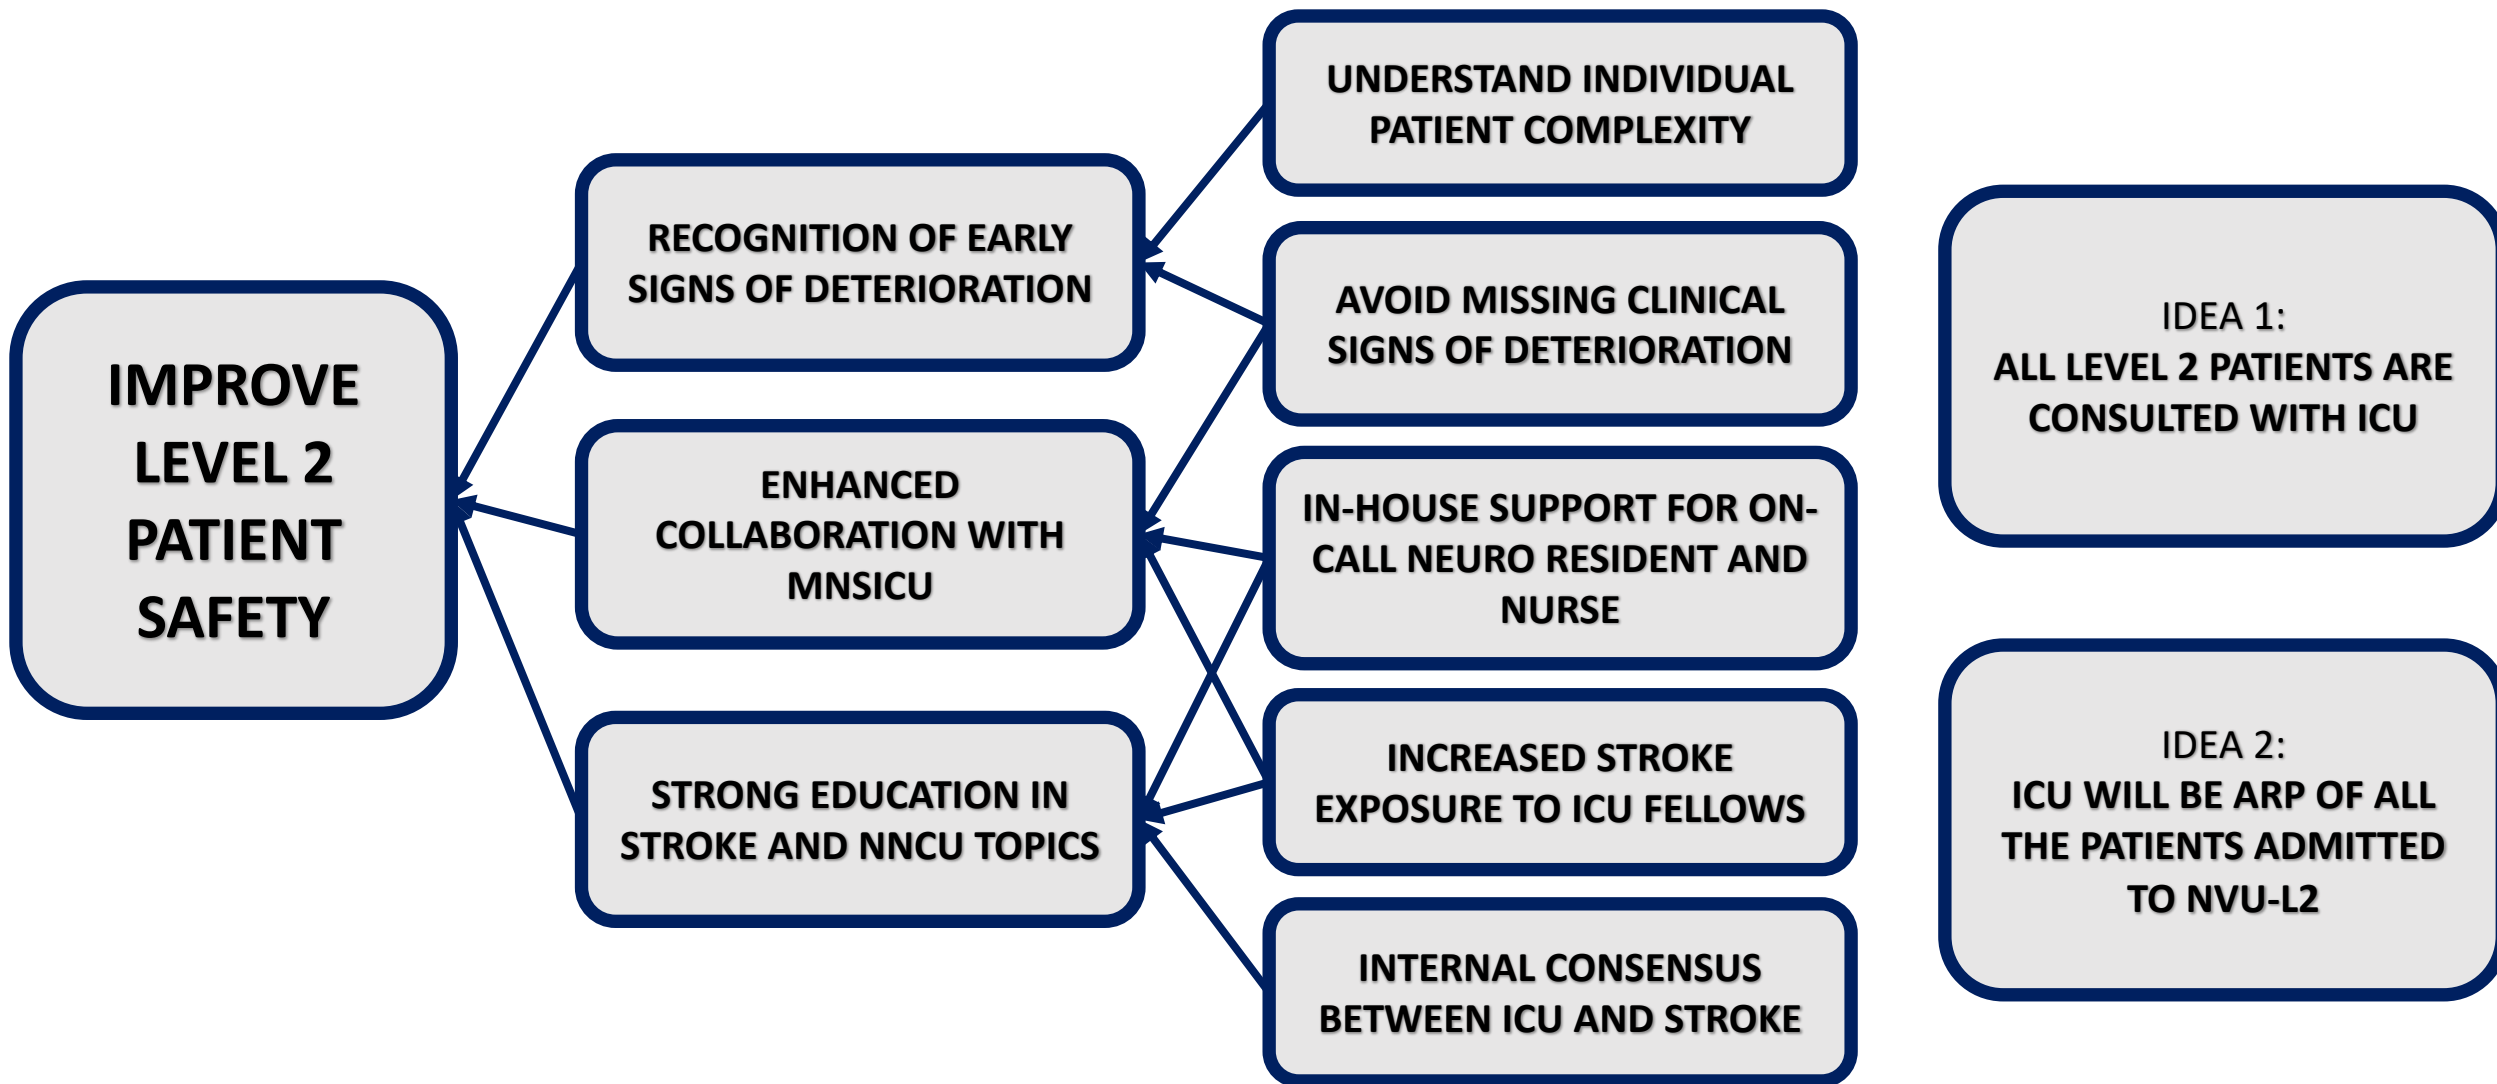 IMPROVE
LEVEL 2
PATIENT
SAFETY
RECOGNITION OF EARLY
SIGNS OF DETERIORATION
ENHANCED
COLLABORATION WITH
MNSICU
STRONG EDUCATION IN
STROKE AND NNCU TOPICS
UNDERSTAND INDIVIDUAL
PATIENT COMPLEXITY
AVOID MISSING CLINICAL
SIGNS OF DETERIORATION
IN-HOUSE SUPPORT FOR ON-
CALL NEURO RESIDENT AND
NURSE
INCREASED STROKE
EXPOSURE TO ICU FELLOWS
INTERNAL CONSENSUS
BETWEEN ICU AND STROKE
IDEA 1:
ALL LEVEL 2 PATIENTS ARE
CONSULTED WITH ICU
IDEA 2:
ICU WILL BE ARP OF ALL
THE PATIENTS ADMITTED
TO NVU-L2